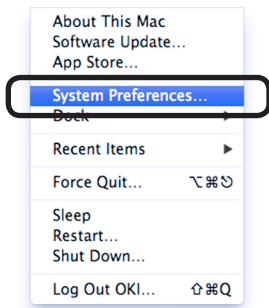 About This Mac
Software Update...
App Store...
System Preferences...
Dock
Recent Items ▶
Force Quit... ⌥⌘⎋
Sleep
Restart...
Shut Down...
Log Out OKI... ⇧⌘Q